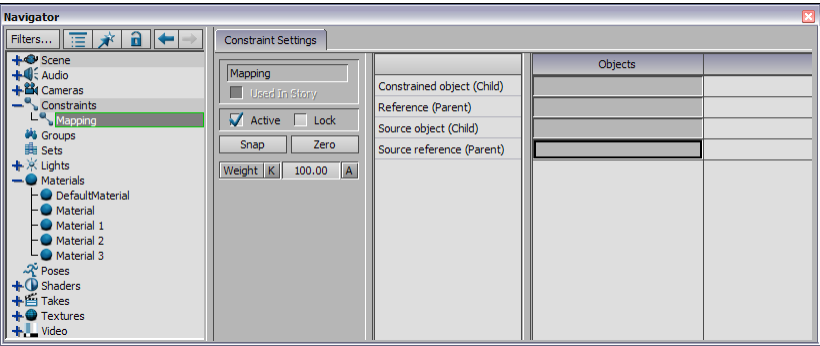 Navigator
Filters...
Scene
Audio
Cameras
Constraints
Mapping
Groups
Sets
Lights
Materials
DefaultMaterial
Material
Material 1
Material 2
Material 3
Poses
Shaders
Takes
Textures
Video
Constraint Settings
Mapping
Used In Story
Active Lock
Snap Zero
Weight K 100.00 A
Objects
Constrained object (Child)
Reference (Parent)
Source object (Child)
Source reference (Parent)